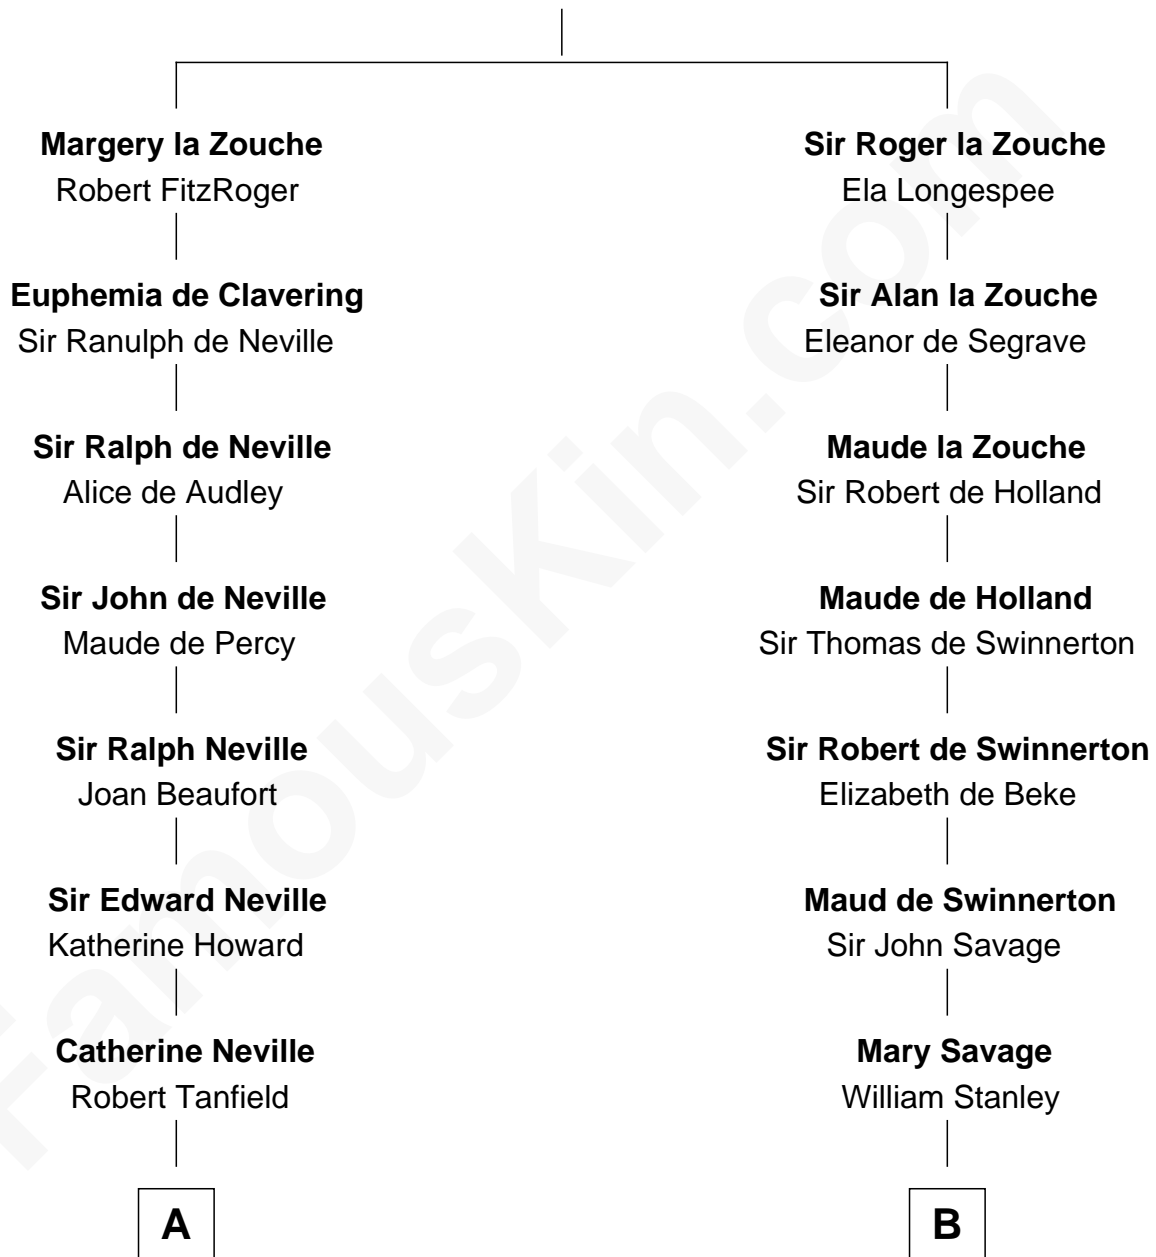 Margery la Zouche
Robert FitzRoger
Euphemia de Clavering
Sir Ranulph de Neville
Sir Ralph de Neville
Alice de Audley
Sir John de Neville
Maude de Percy
Sir Ralph Neville
Joan Beaufort
Sir Edward Neville
Katherine Howard
Catherine Neville
Robert Tanfield
A
Sir Roger la Zouche
Ela Longespee
Sir Alan la Zouche
Eleanor de Segrave
Maude la Zouche
Sir Robert de Holland
Maude de Holland
Sir Thomas de Swinnerton
Sir Robert de Swinnerton
Elizabeth de Beke
Maud de Swinnerton
Sir John Savage
Mary Savage
William Stanley
B
FamousKin.com